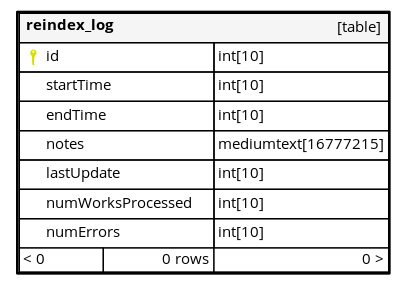 reindex_log [table]
id int[10]
startTime int[10]
endTime int[10]
notes mediumtext[16777215]
lastUpdate int[10]
numWorksProcessed int[10]
numErrors int[10]
< 0 0 rows 0 >